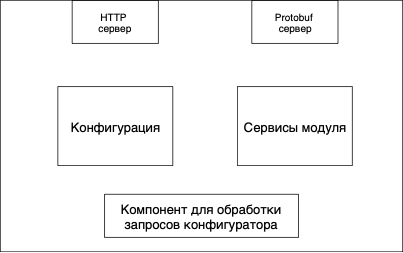 HTTP
сервер
Protobuf
сервер
Конфигурация
Сервисы модуля
Компонент для обработки
запросов конфигуратора